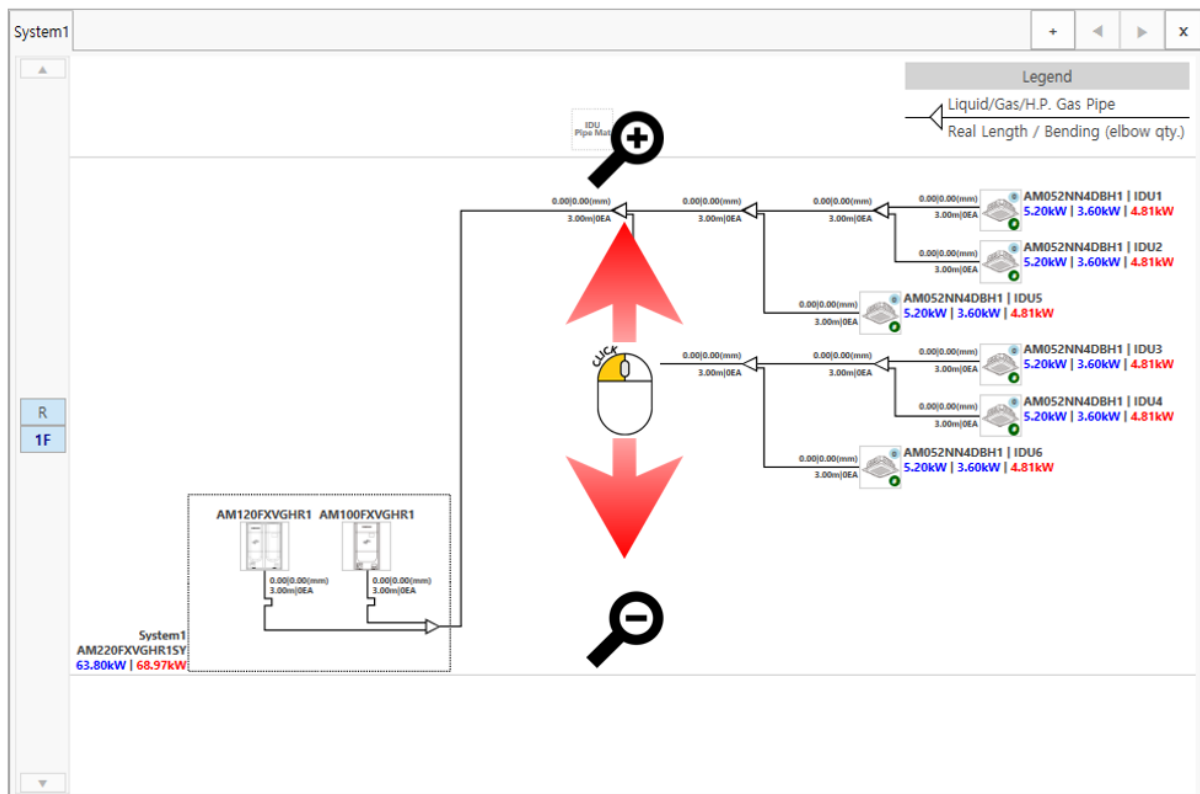 System1
+
x
Legend
Liquid/Gas/H.P. Gas Pipe
Real Length / Bending (elbow qty.)
IDU
Pipe Mat
0.00|0.00(mm)
3.00m|0EA
0.00|0.00(mm)
3.00m|0EA
0.00|0.00(mm)
3.00m|0EA
0.00|0.00(mm)
3.00m|0EA
AM052NN4DBH1 | IDU1
5.20kW | 3.60kW | 4.81kW
0.00|0.00(mm)
3.00m|0EA
AM052NN4DBH1 | IDU2
5.20kW | 3.60kW | 4.81kW
0.00|0.00(mm)
3.00m|0EA
AM052NN4DBH1 | IDU5
5.20kW | 3.60kW | 4.81kW
CLICK
0.00|0.00(mm)
3.00m|0EA
0.00|0.00(mm)
3.00m|0EA
0.00|0.00(mm)
3.00m|0EA
AM052NN4DBH1 | IDU3
5.20kW | 3.60kW | 4.81kW
0.00|0.00(mm)
3.00m|0EA
AM052NN4DBH1 | IDU4
5.20kW | 3.60kW | 4.81kW
0.00|0.00(mm)
3.00m|0EA
AM052NN4DBH1 | IDU6
5.20kW | 3.60kW | 4.81kW
R
1F
AM120FXVGHR1
AM100FXVGHR1
0.00|0.00(mm)
3.00m|0EA
0.00|0.00(mm)
3.00m|0EA
System1
AM220FXVGHR1SY
63.80kW | 68.97kW